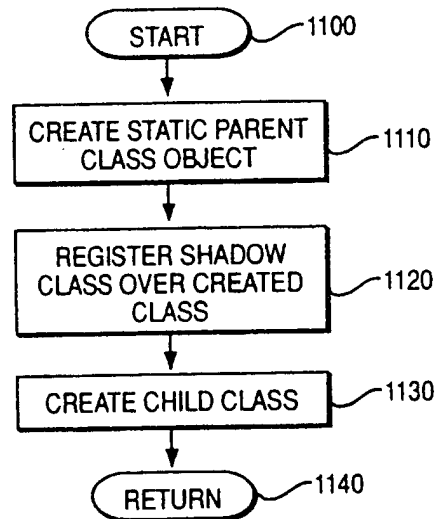 START
1100
CREATE STATIC PARENT
CLASS OBJECT
1110
REGISTER SHADOW
CLASS OVER CREATED
CLASS
1120
CREATE CHILD CLASS
1130
RETURN
1140